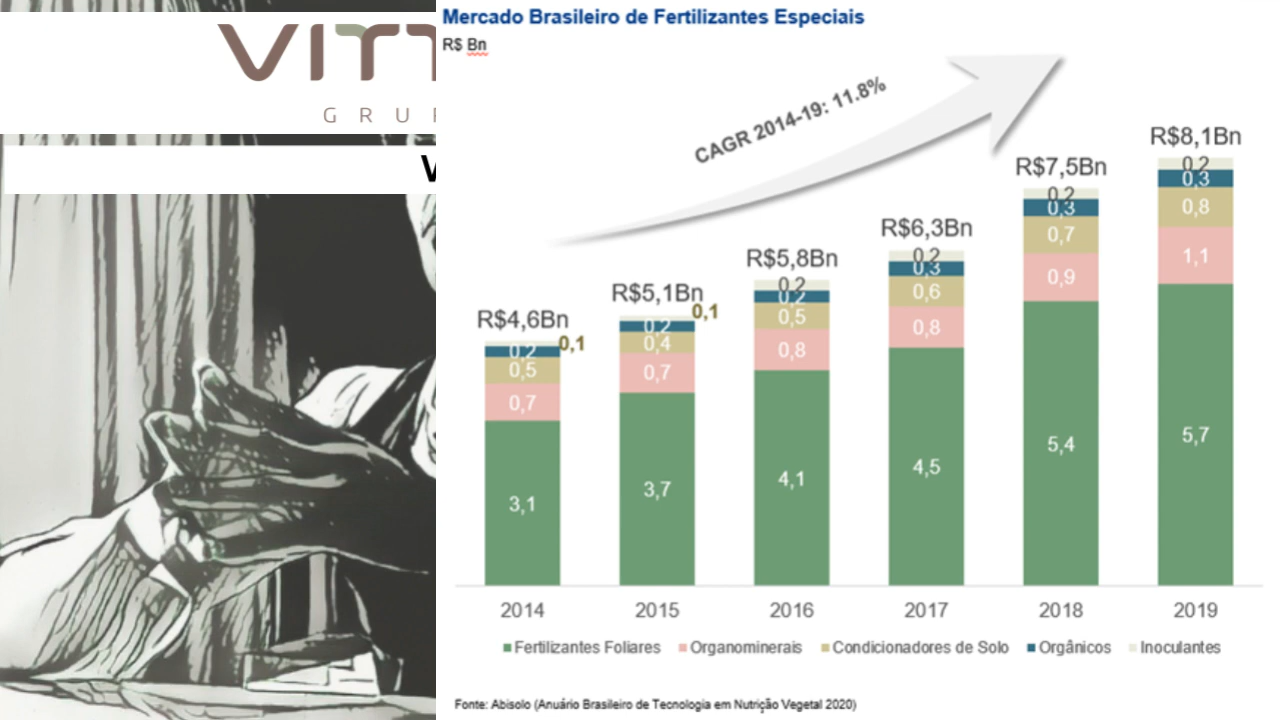 VITT
GRUF
V
Mercado Brasileiro de Fertilizantes Especiais
R$ Bn
CAGR 2014-19: 11.8%
R$4,6Bn
0,1
0,2
0,5
0,7
3,1
R$5,1Bn
0,1
0,2
0,4
0,7
3,7
R$5,8Bn
0,2
0,2
0,5
0,8
4,1
R$6,3Bn
0,2
0,3
0,6
0,8
4,5
R$7,5Bn
0,2
0,3
0,7
0,9
5,4
R$8,1Bn
0,2
0,3
0,8
1,1
5,7
2014 2015 2016 2017 2018 2019
Fertilizantes Foliares Organominerais Condicionadores de Solo Orgânicos Inoculantes
Fonte: Abisolo (Anuário Brasileiro de Tecnologia em Nutrição Vegetal 2020)